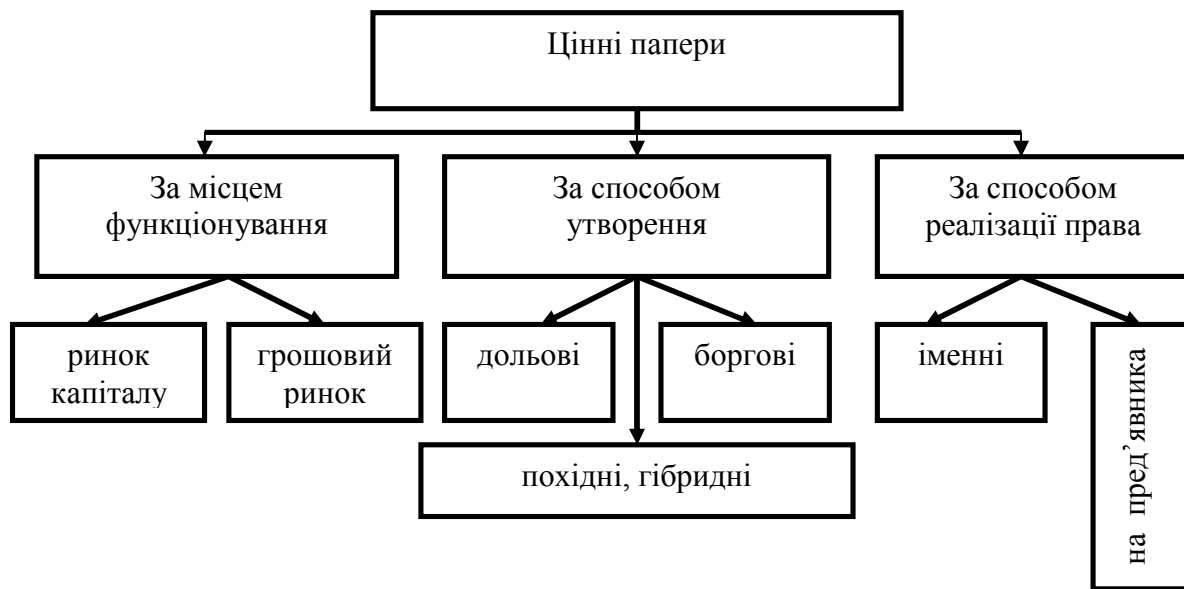 Цінні папери
За місцем
функціонування
За способом
утворення
За способом
реалізації права
ринок
капіталу
грошовий
ринок
дольові
боргові
іменні
на пред’явника
похідні, гібридні